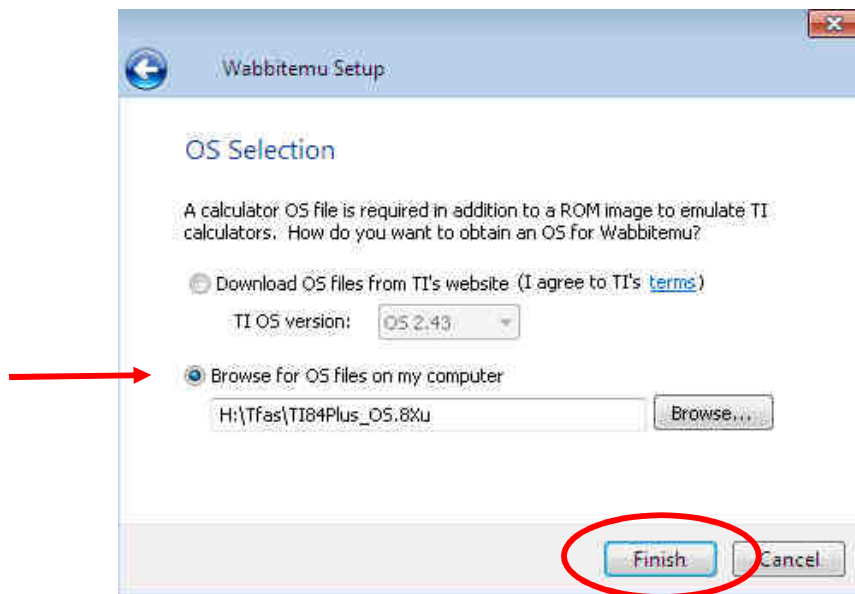 Wabbitemu Setup
OS Selection
A calculator OS file is required in addition to a ROM image to emulate TI
calculators. How do you want to obtain an OS for Wabbitemu?
Download OS files from TI's website (I agree to TI's terms)
TI OS version: OS 2.43
Browse for OS files on my computer
H:\Tfas\TI84Plus_OS.8Xu Browse...
Finish Cancel